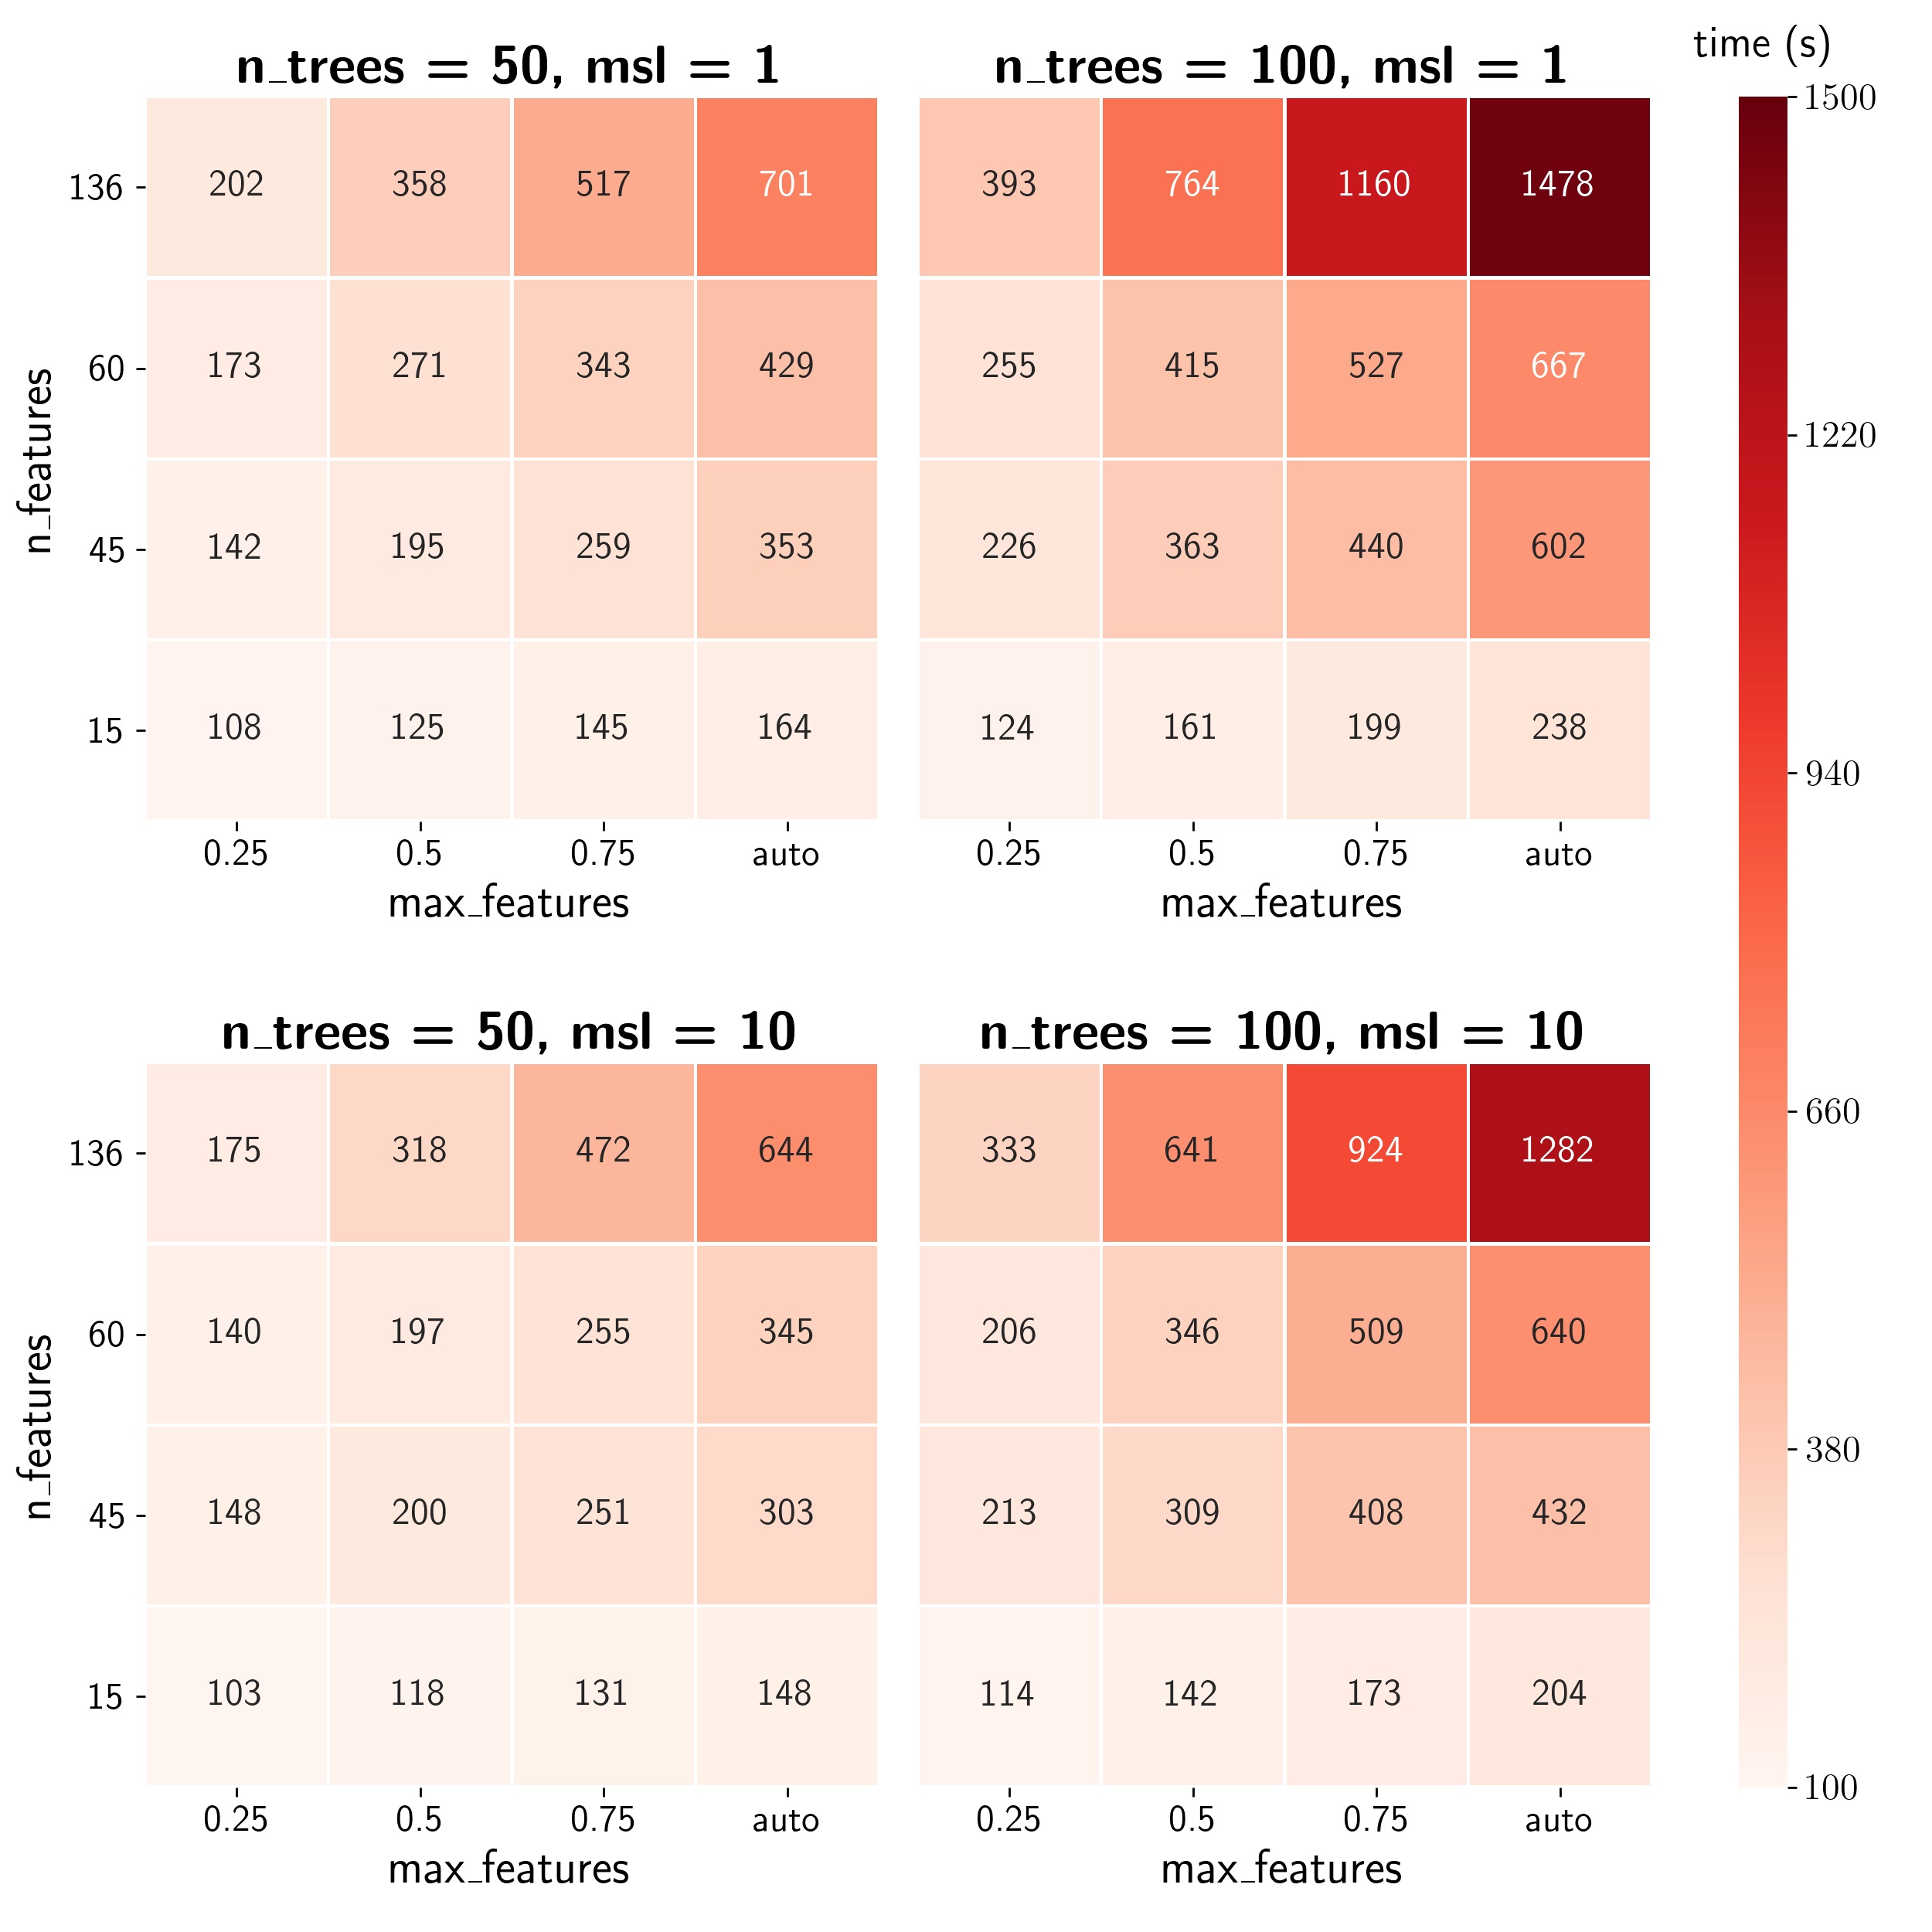 time (s)
n_trees = 50, msl = 1
n_trees = 100, msl = 1
n_features
136 202 358 517 701
393 764 1160 1478
60 173 271 343 429
255 415 527 667
45 142 195 259 353
226 363 440 602
15 108 125 145 164
124 161 199 238
0.25 0.5 0.75 auto
0.25 0.5 0.75 auto
max_features
max_features
n_trees = 50, msl = 10
n_trees = 100, msl = 10
n_features
136 175 318 472 644
333 641 924 1282
60 140 197 255 345
206 346 509 640
45 148 200 251 303
213 309 408 432
15 103 118 131 148
114 142 173 204
0.25 0.5 0.75 auto
0.25 0.5 0.75 auto
max_features
max_features
1500
1220
940
660
380
100